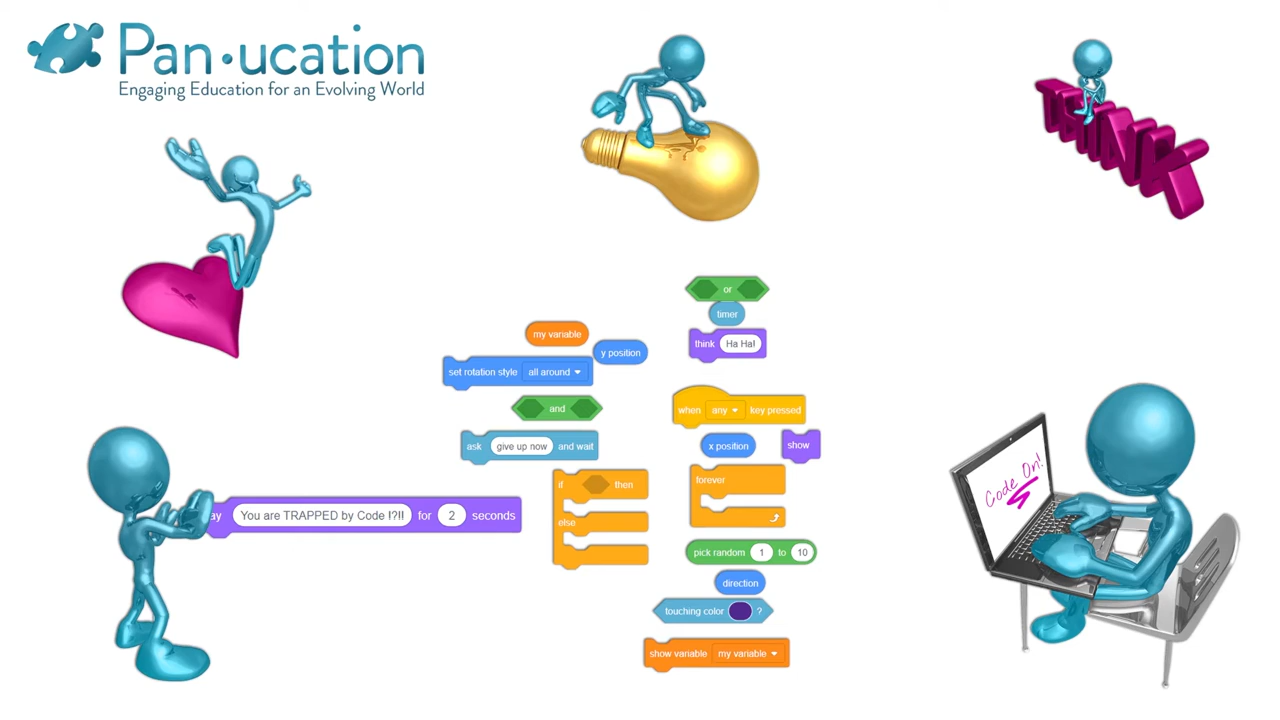 Pan·ucation
Engaging Education for an Evolving World
THINK
or
timer
think Ha Ha!
my variable
y position
set rotation style all around
and
ask give up now and wait
when any key pressed
x position
show
if then
else
forever
ay You are TRAPPED by Code !?!! for 2 seconds
pick random 1 to 10
direction
touching color ?
show variable my variable
Code On!